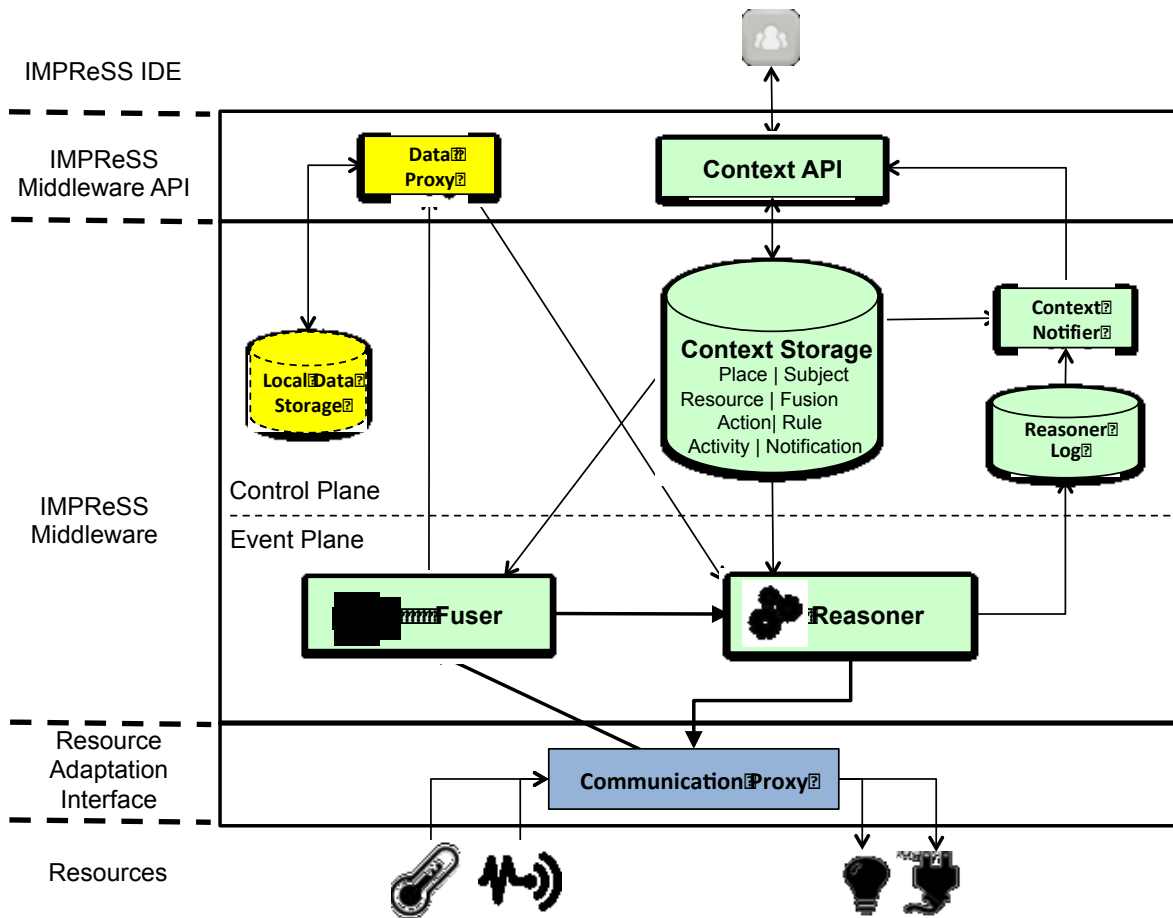 IMPReSS IDE
IMPReSS
Middleware API
Data
Proxy
Context API
Context
Notifier
Context Storage
Place | Subject
Resource | Fusion
Action| Rule
Activity | Notification
Local Data
Storage
Reasoner
Log
Control Plane
IMPReSS
Middleware
Event Plane
Fuser
Reasoner
Resource
Adaptation
Interface
Communication Proxy
Resources